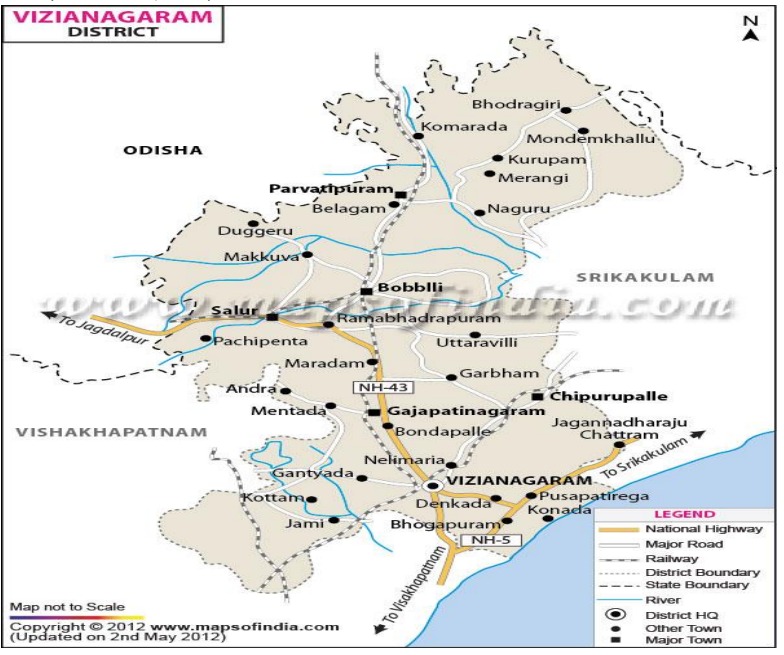 VIZIANAGARAM
DISTRICT
N
Bhodragiri
Komarada
Mondemkhallu
ODISHA
Kurupam
Merangi
Parvatipuram
Belagam
Naguru
Duggeru
Makkuva
SRIKAKULAM
Bobblli
www.mapsofindia.com
Salur
Ramabhadrapuram
To Jagdalpur
Pachipenta
Uttaravilli
Maradam
Garbham
NH-43
Andra
Chipurupalle
Mentada
Gajapatinagaram
Jagannadharaju
Chattram
VISHAKHAPATNAM
Bondapalle
To Srikakulam
Nelimaria
Gantyada
VIZIANAGARAM
Kottam
Denkada
Pusapatirega
Konada
Jami
Bhogapuram
NH-5
To Visakhapatnam
LEGEND
National Highway
Major Road
Railway
District Boundary
State Boundary
River
District HQ
Other Town
Major Town
Map not to Scale
Copyright © 2012 www.mapsofindia.com
(Updated on 2nd May 2012)